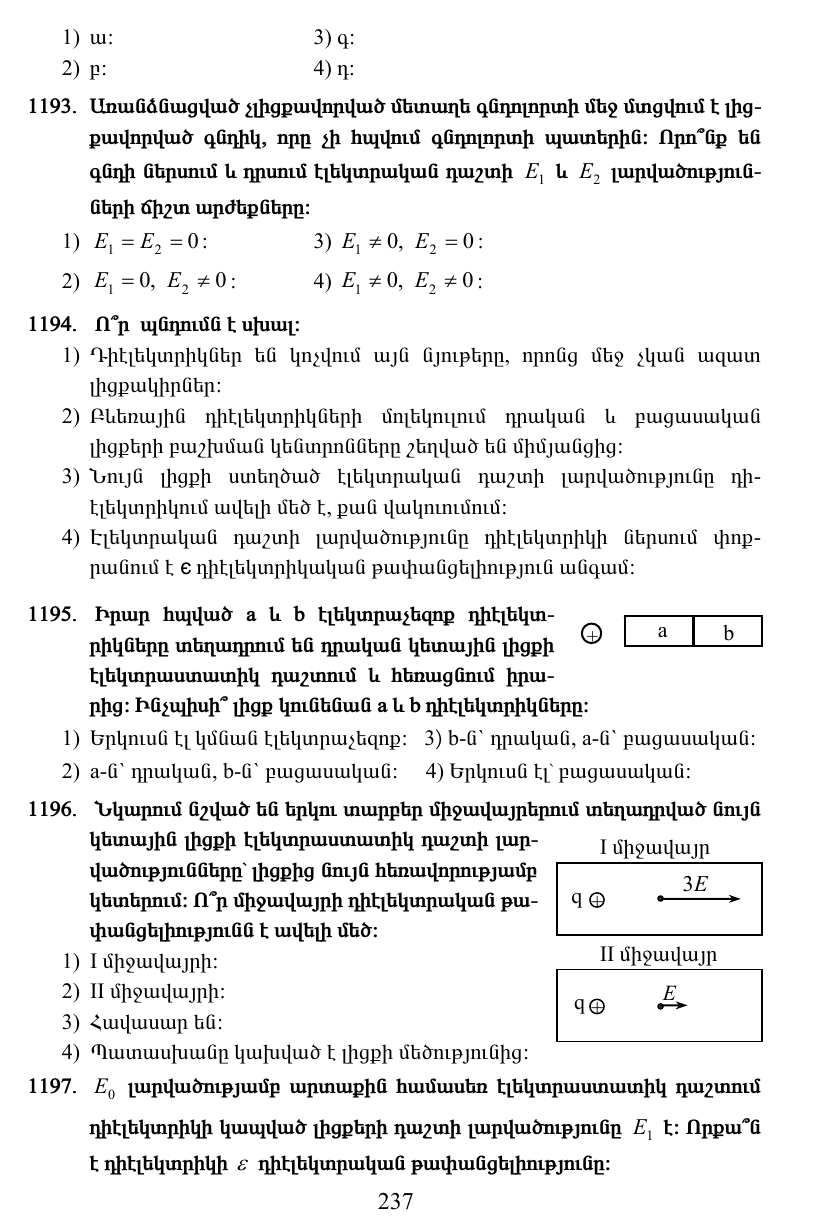 1) ա: 3) գ:
2) բ: 4) դ:
1193. Առանձնացված չլիցքավորված մետաղե գնդոլորտի մեջ մտցվում է լից-
քավորված գնդիկ, որը չի հպվում գնդոլորտի պատերին: Որո՞նք են
գնդի ներսում և դրսում էլեկտրական դաշտի E₁ և E₂ լարվածություն-
ների ճիշտ արժեքները:
1) E₁ = E₂ = 0: 3) E₁ ≠ 0, E₂ = 0:
2) E₁ = 0, E₂ ≠ 0: 4) E₁ ≠ 0, E₂ ≠ 0:
1194. Ո՞ր պնդումն է սխալ:
1) Դիէլեկտրիկներ են կոչվում այն նյութերը, որոնց մեջ չկան ազատ
լիցքակիրներ:
2) Բևեռային դիէլեկտրիկների մոլեկուլում դրական և բացասական
լիցքերի բաշխման կենտրոնները շեղված են միմյանցից:
3) Նույն լիցքի ստեղծած էլեկտրական դաշտի լարվածությունը դի-
էլեկտրիկում ավելի մեծ է, քան վակուումում:
4) Էլեկտրական դաշտի լարվածությունը դիէլեկտրիկի ներսում փոք-
րանում է є դիէլեկտրիկական թափանցելիություն անգամ:
1195. Իրար հպված a և b էլեկտրաչեզոք դիէլեկտ-
րիկները տեղադրում են դրական կետային լիցքի
էլեկտրաստատիկ դաշտում և հեռացնում իրա-
րից: Ինչպիսի՞ լիցք կունենան a և b դիէլեկտրիկները:
+ a b
1) Երկուսն էլ կմնան էլեկտրաչեզոք: 3) b-ն՝ դրական, a-ն՝ բացասական:
2) a-ն՝ դրական, b-ն՝ բացասական: 4) Երկուսն էլ՝ բացասական:
1196. Նկարում նշված են երկու տարբեր միջավայրերում տեղադրված նույն
կետային լիցքի էլեկտրաստատիկ դաշտի լար-
վածությունները՝ լիցքից նույն հեռավորությամբ
կետերում: Ո՞ր միջավայրի դիէլեկտրական թա-
փանցելիությունն է ավելի մեծ:
1) I միջավայրի:
2) II միջավայրի:
3) Հավասար են:
4) Պատասխանը կախված է լիցքի մեծությունից:
I միջավայր
q + 3E
II միջավայր
q + E
1197. E₀ լարվածությամբ արտաքին համասեռ էլեկտրաստատիկ դաշտում
դիէլեկտրիկի կապված լիցքերի դաշտի լարվածությունը E₁ է: Որքա՞ն
է դիէլեկտրիկի ε դիէլեկտրական թափանցելիությունը:
237